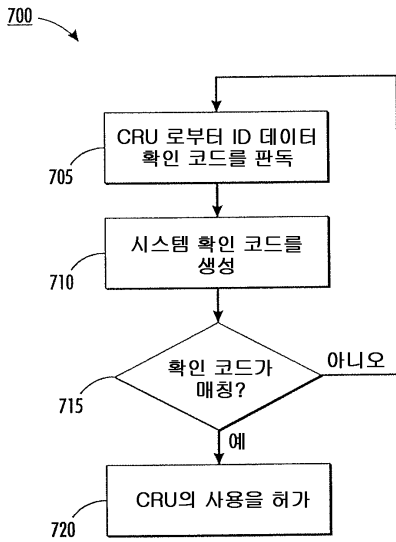 700
CRU 로부터 ID 데이터
확인 코드를 판독
705
시스템 확인 코드를
생성
710
확인 코드가
매칭?
아니오
715
예
CRU의 사용을 허가
720